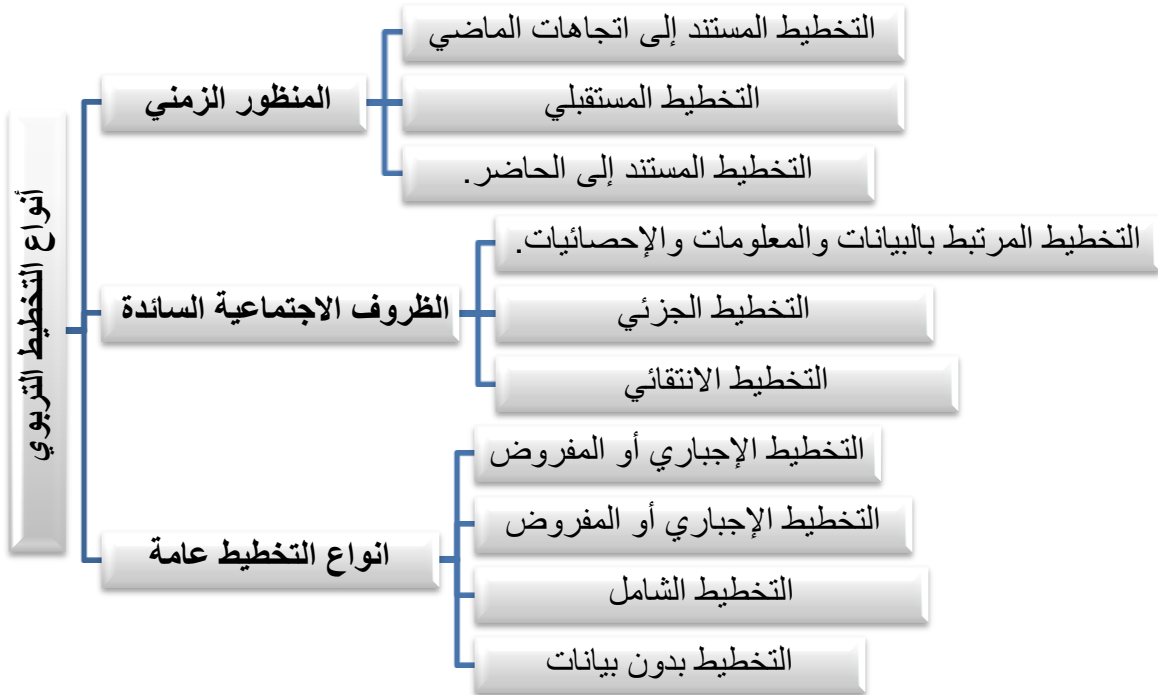 أنواع التخطيط التربوي
المنظور الزمني
التخطيط المستند إلى اتجاهات الماضي
التخطيط المستقبلي
التخطيط المستند إلى الحاضر.
الظروف الاجتماعية السائدة
التخطيط المرتبط بالبيانات والمعلومات والإحصائيات.
التخطيط الجزئي
التخطيط الانتقائي
انواع التخطيط عامة
التخطيط الإجباري أو المفروض
التخطيط الإجباري أو المفروض
التخطيط الشامل
التخطيط بدون بيانات